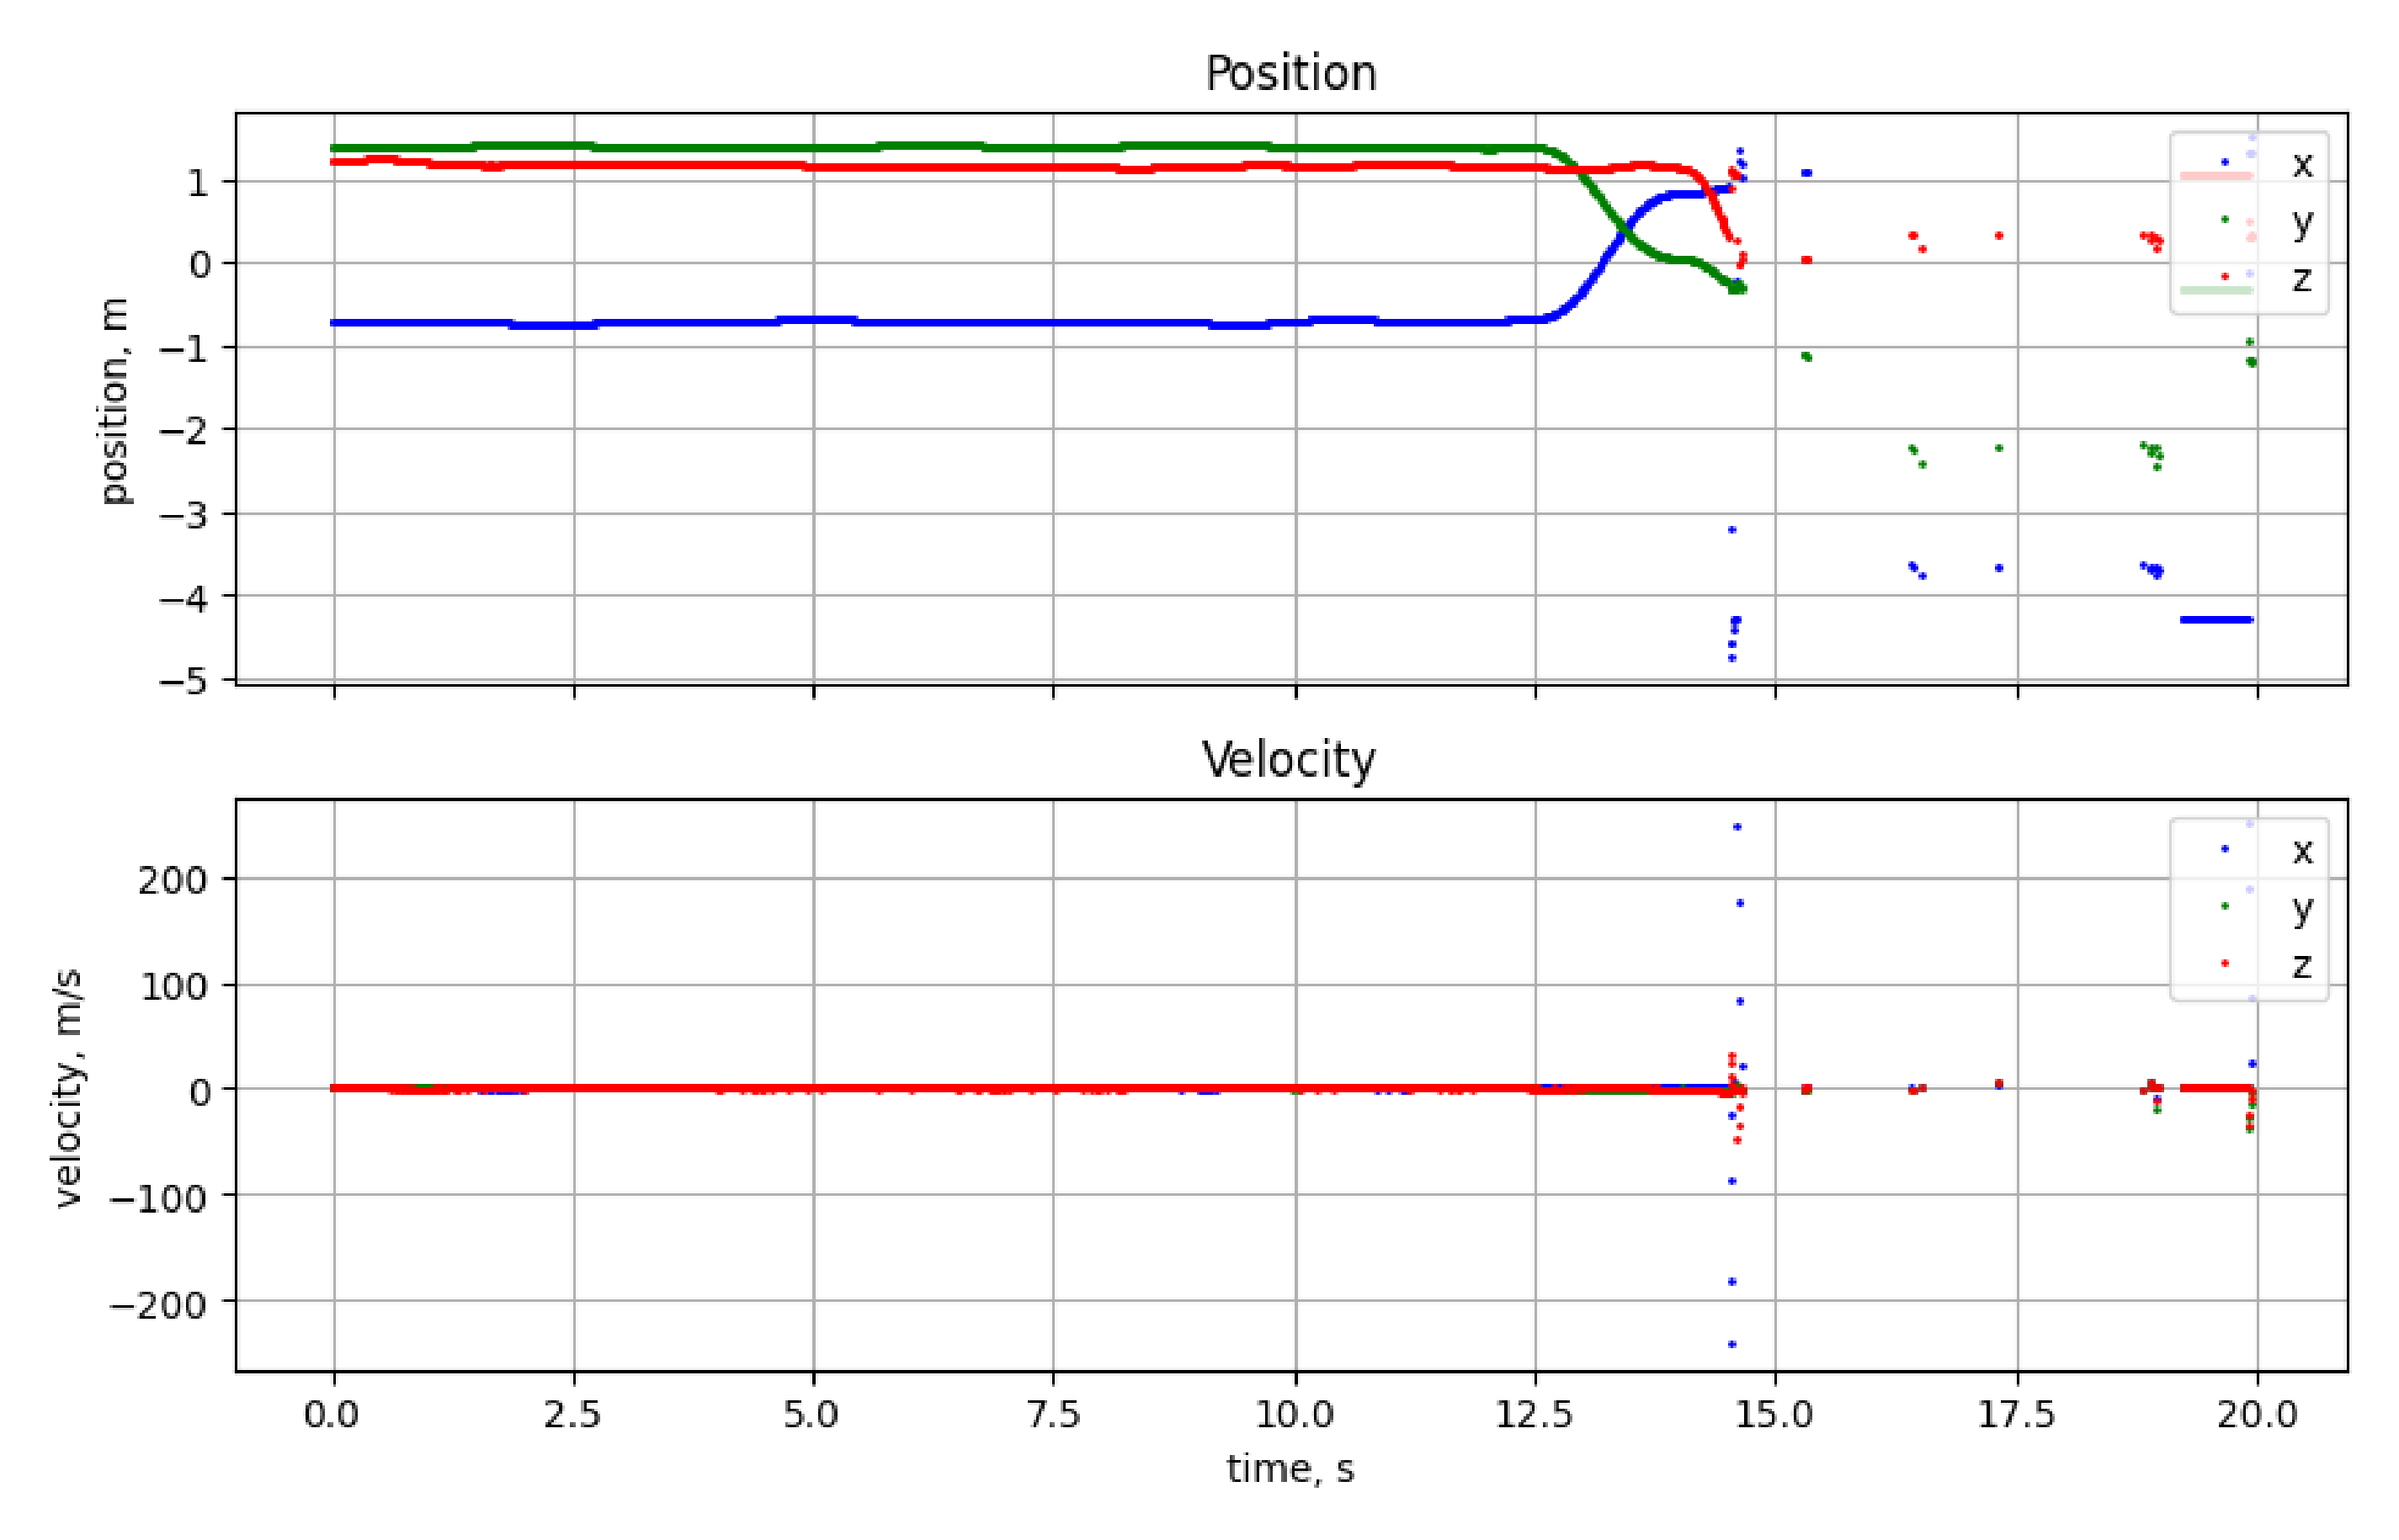 Position
1
0
−1
−2
−3
−4
−5
position, m
x
y
z
Velocity
200
100
0
−100
−200
velocity, m/s
x
y
z
0.0 2.5 5.0 7.5 10.0 12.5 15.0 17.5 20.0
time, s